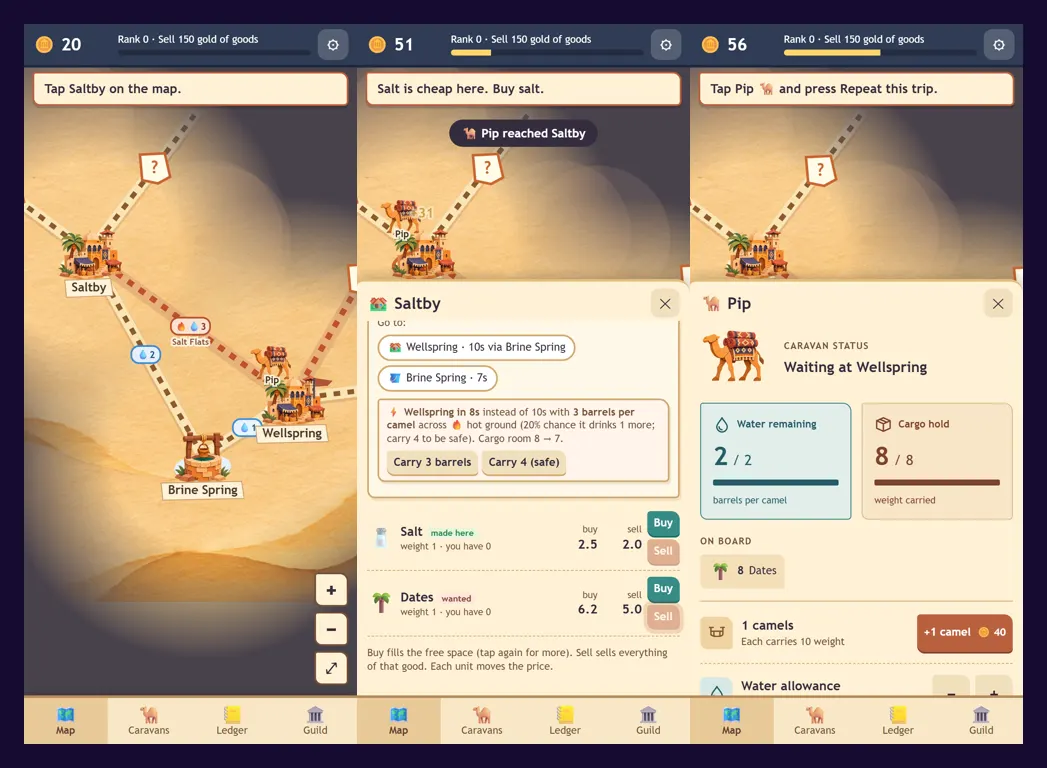 20
Rank 0 · Sell 150 gold of goods
Tap Saltby on the map.
?
Saltby
3
Salt Flats
2
Pip
1
Wellspring
Brine Spring
+
−
Map
Caravans
Ledger
Guild
51
Rank 0 · Sell 150 gold of goods
Salt is cheap here. Buy salt.
Pip reached Saltby
?
31
Pip
Saltby
Go to:
Wellspring · 10s via Brine Spring
Brine Spring · 7s
Wellspring in 8s instead of 10s with 3 barrels per
camel across hot ground (20% chance it drinks 1 more;
carry 4 to be safe). Cargo room 8 → 7.
Carry 3 barrels
Carry 4 (safe)
Salt made here
weight 1 · you have 0
buy
2.5
sell
2.0
Buy
Sell
Dates wanted
weight 1 · you have 0
buy
6.2
sell
5.0
Buy
Sell
Buy fills the free space (tap again for more). Sell sells everything
of that good. Each unit moves the price.
Map
Caravans
Ledger
Guild
56
Rank 0 · Sell 150 gold of goods
Tap Pip and press Repeat this trip.
?
Pip
CARAVAN STATUS
Waiting at Wellspring
Water remaining
2 / 2
barrels per camel
Cargo hold
8 / 8
weight carried
ON BOARD
8 Dates
1 camels
Each carries 10 weight
+1 camel 40
Water allowance
−
+
Map
Caravans
Ledger
Guild